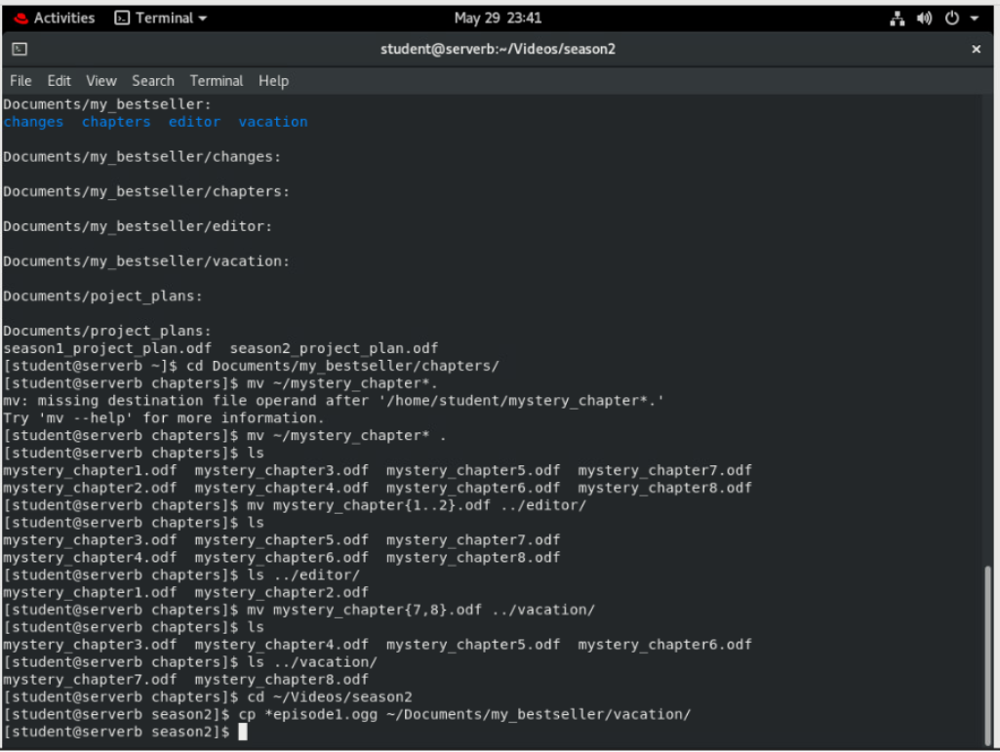 Activities Terminal May 29 23:41
student@serverb:~/Videos/season2 ×
File Edit View Search Terminal Help
Documents/my_bestseller:
changes  chapters  editor  vacation
Documents/my_bestseller/changes:
Documents/my_bestseller/chapters:
Documents/my_bestseller/editor:
Documents/my_bestseller/vacation:
Documents/poject_plans:
Documents/project_plans:
season1_project_plan.odf  season2_project_plan.odf
[student@serverb ~]$ cd Documents/my_bestseller/chapters/
[student@serverb chapters]$ mv ~/mystery_chapter*.
mv: missing destination file operand after '/home/student/mystery_chapter*.'
Try 'mv --help' for more information.
[student@serverb chapters]$ mv ~/mystery_chapter* .
[student@serverb chapters]$ ls
mystery_chapter1.odf  mystery_chapter3.odf  mystery_chapter5.odf  mystery_chapter7.odf
mystery_chapter2.odf  mystery_chapter4.odf  mystery_chapter6.odf  mystery_chapter8.odf
[student@serverb chapters]$ mv mystery_chapter{1..2}.odf ../editor/
[student@serverb chapters]$ ls
mystery_chapter3.odf  mystery_chapter5.odf  mystery_chapter7.odf
mystery_chapter4.odf  mystery_chapter6.odf  mystery_chapter8.odf
[student@serverb chapters]$ ls ../editor/
mystery_chapter1.odf  mystery_chapter2.odf
[student@serverb chapters]$ mv mystery_chapter{7,8}.odf ../vacation/
[student@serverb chapters]$ ls
mystery_chapter3.odf  mystery_chapter4.odf  mystery_chapter5.odf  mystery_chapter6.odf
[student@serverb chapters]$ ls ../vacation/
mystery_chapter7.odf  mystery_chapter8.odf
[student@serverb chapters]$ cd ~/Videos/season2
[student@serverb season2]$ cp *episode1.ogg ~/Documents/my_bestseller/vacation/
[student@serverb season2]$